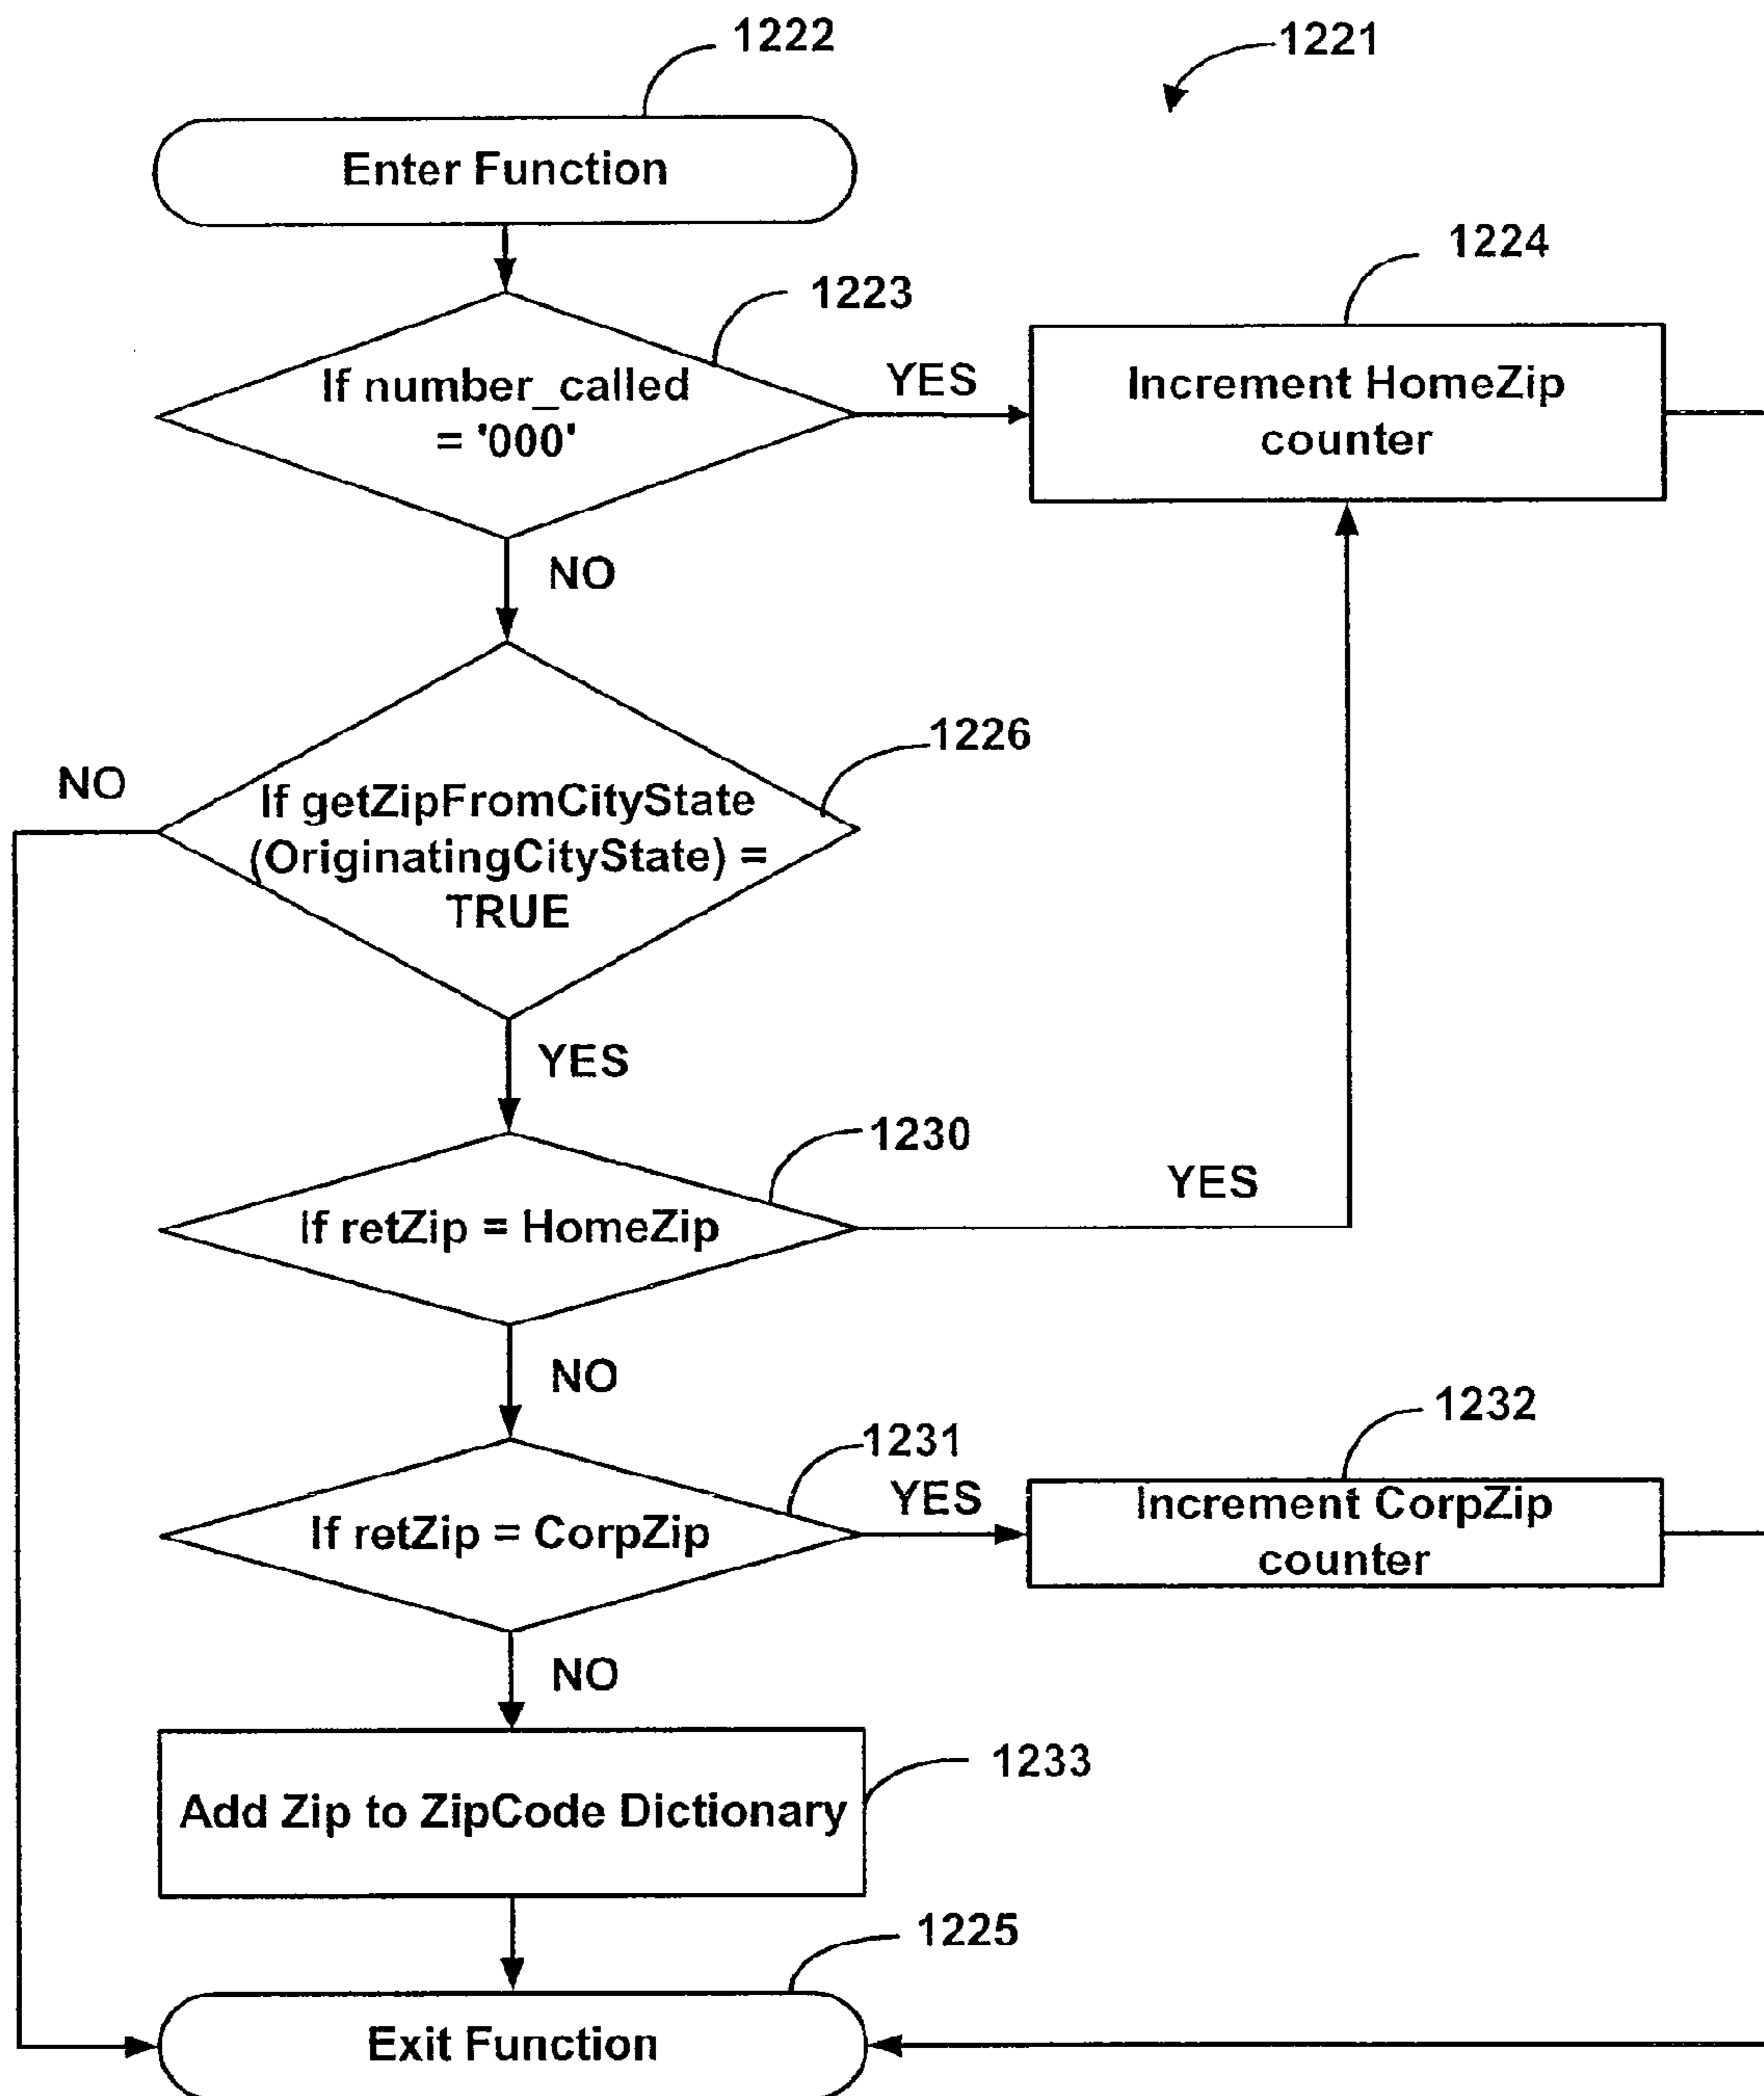 1222
1221
Enter Function
1223
1224
If number_called
= '000'
YES
Increment HomeZip
counter
NO
1226
NO
If getZipFromCityState
(OriginatingCityState) =
TRUE
YES
1230
If retZip = HomeZip
YES
NO
1231
1232
If retZip = CorpZip
YES
Increment CorpZip
counter
NO
1233
Add Zip to ZipCode Dictionary
1225
Exit Function